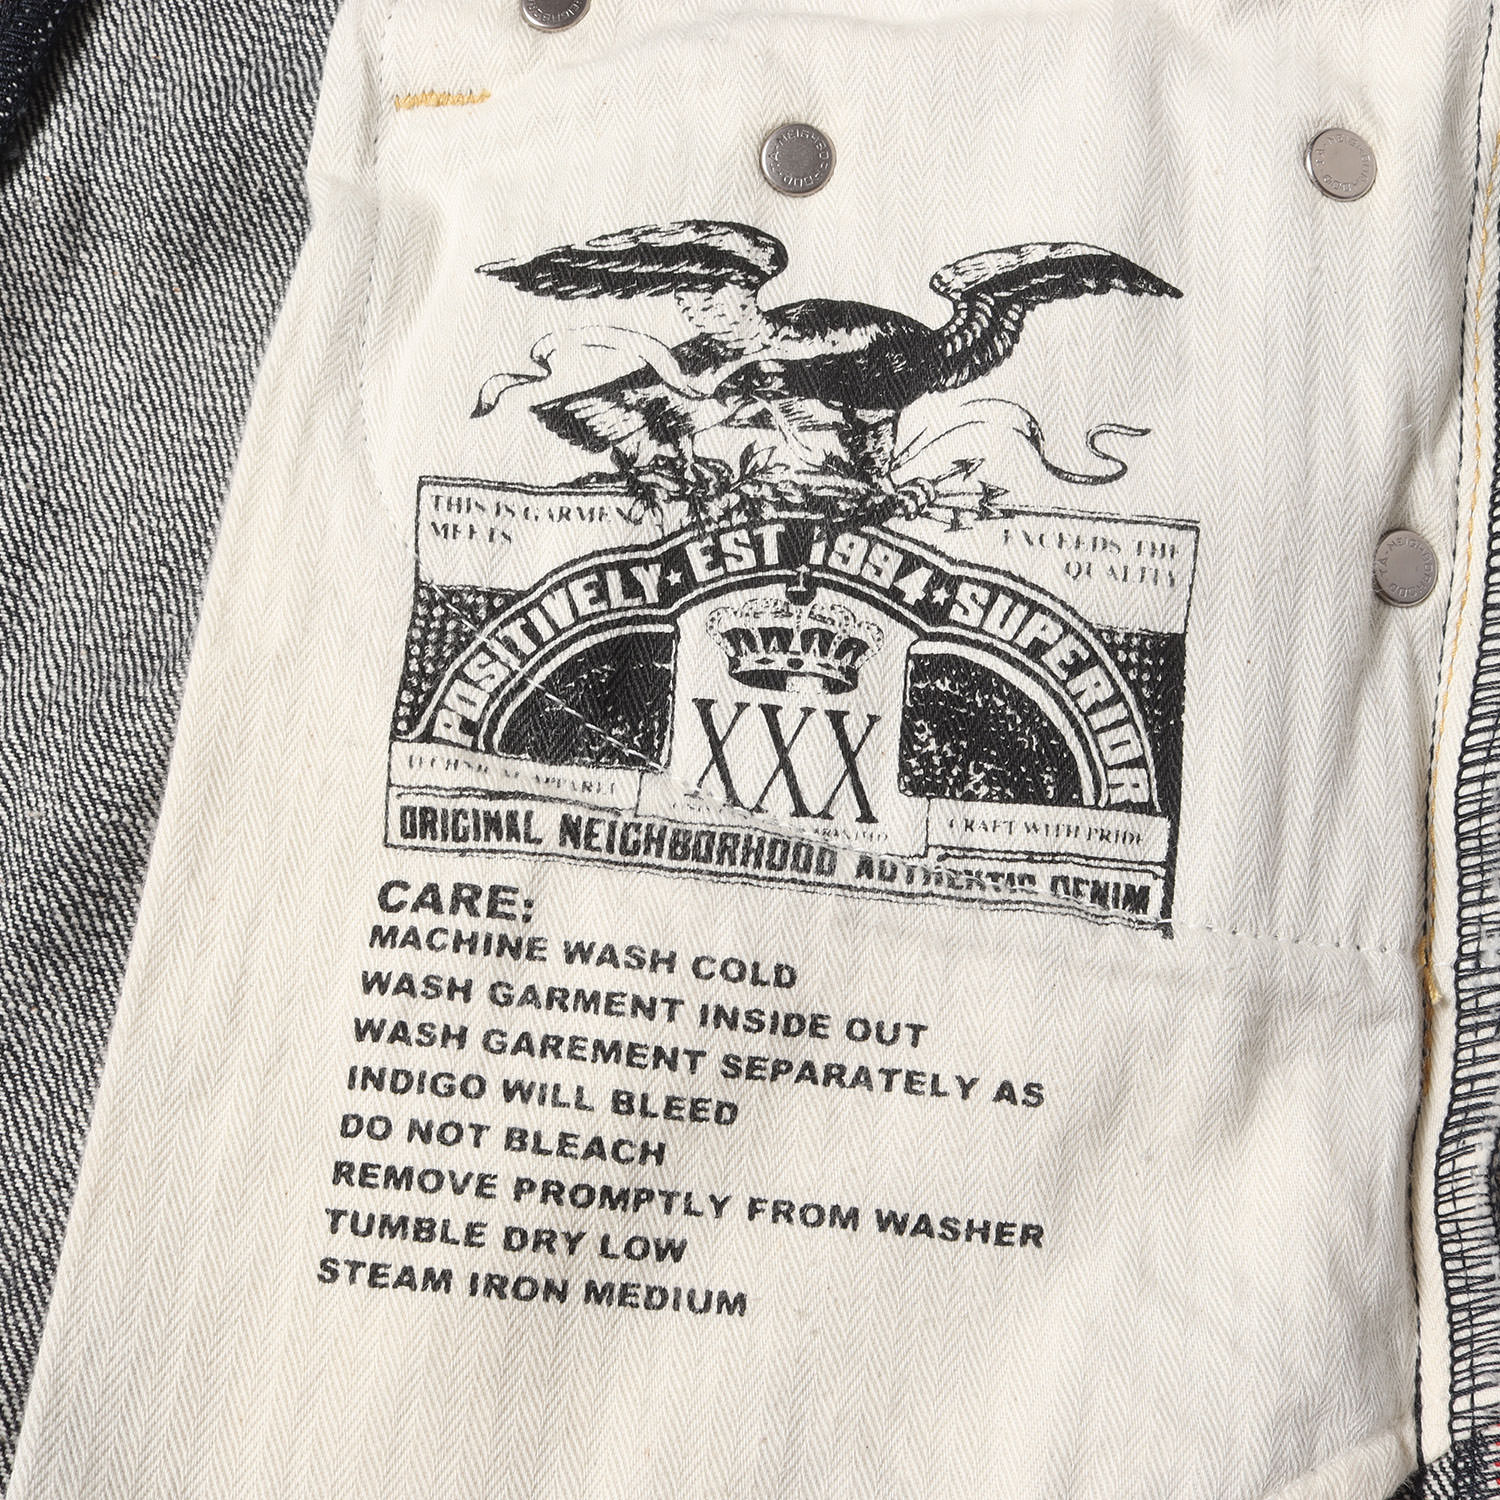 THIS IS GARMENT
MEETS
EXCEEDS THE
QUALITY
POSITIVELY ★ EST 1994 ★ SUPERIOR
XXX
TECHNICAL APPAREL
CRAFT WITH PRIDE
ORIGINAL NEIGHBORHOOD AUTHENTIC DENIM
CARE:
MACHINE WASH COLD
WASH GARMENT INSIDE OUT
WASH GAREMENT SEPARATELY AS
INDIGO WILL BLEED
DO NOT BLEACH
REMOVE PROMPTLY FROM WASHER
TUMBLE DRY LOW
STEAM IRON MEDIUM